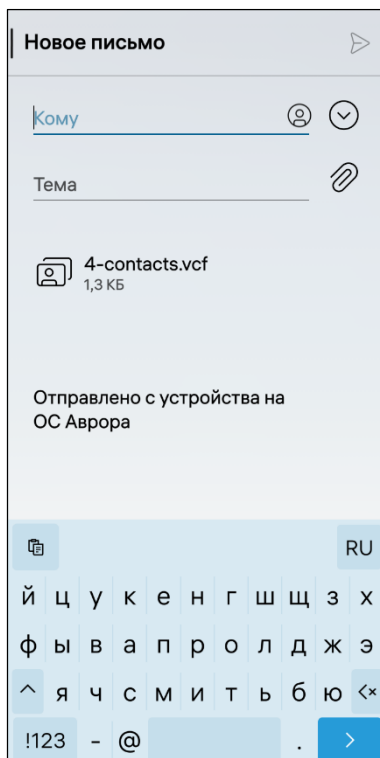 Новое письмо
Кому
Тема
4-contacts.vcf
1,3 КБ
Отправлено с устройства на
ОС Аврора
RU
й ц у к е н г ш щ з х
ф ы в а п р о л д ж э
я ч с м и т ь б ю
!123 - @ .